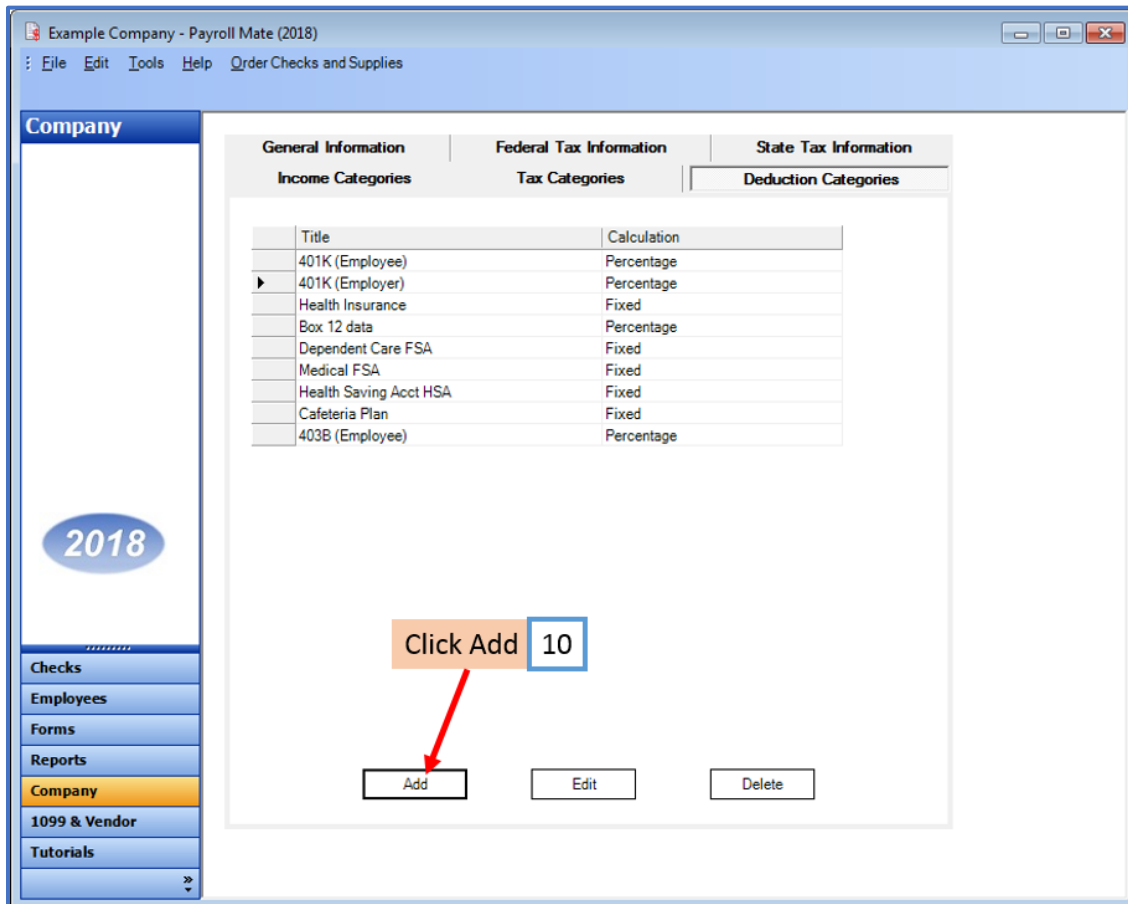 Example Company - Payroll Mate (2018)
File Edit Tools Help Order Checks and Supplies
Company
General Information Federal Tax Information State Tax Information
Income Categories Tax Categories Deduction Categories
Title Calculation
401K (Employee) Percentage
401K (Employer) Percentage
Health Insurance Fixed
Box 12 data Percentage
Dependent Care FSA Fixed
Medical FSA Fixed
Health Saving Acct HSA Fixed
Cafeteria Plan Fixed
403B (Employee) Percentage
2018
Click Add 10
Checks
Employees
Forms
Reports
Company
1099 & Vendor
Tutorials
Add Edit Delete